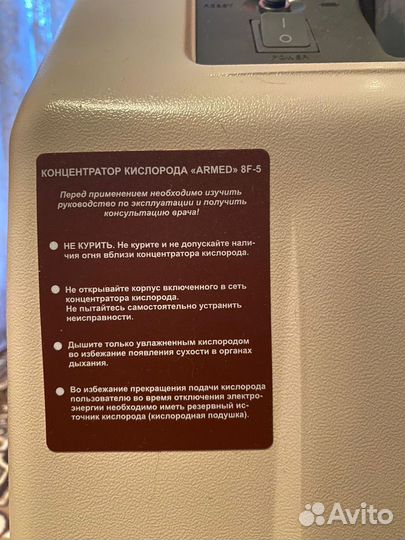 КОНЦЕНТРАТОР КИСЛОРОДА «ARMED» 8F-5
Перед применением необходимо изучить
руководство по эксплуатации и получить
консультацию врача!
НЕ КУРИТЬ. Не курите и не допускайте нали-
чия огня вблизи концентратора кислорода.
Не открывайте корпус включенного в сеть
концентратора кислорода.
Не пытайтесь самостоятельно устранить
неисправности.
Дышите только увлажненным кислородом
во избежание появления сухости в органах
дыхания.
Во избежание прекращения подачи кислорода
пользователю во время отключения электро-
энергии необходимо иметь резервный ис-
точник кислорода (кислородная подушка).
Avito